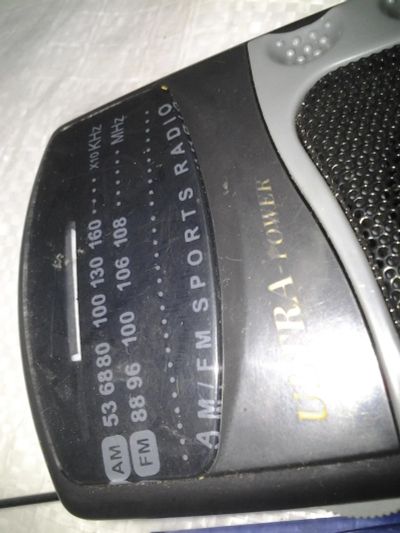 AM 53 68 80 100 130 160 ···· X10 KHz
FM 88 96 100 106 108 ······ MHz
AM/FM SPORTS RADIO
ULTRA-POWER